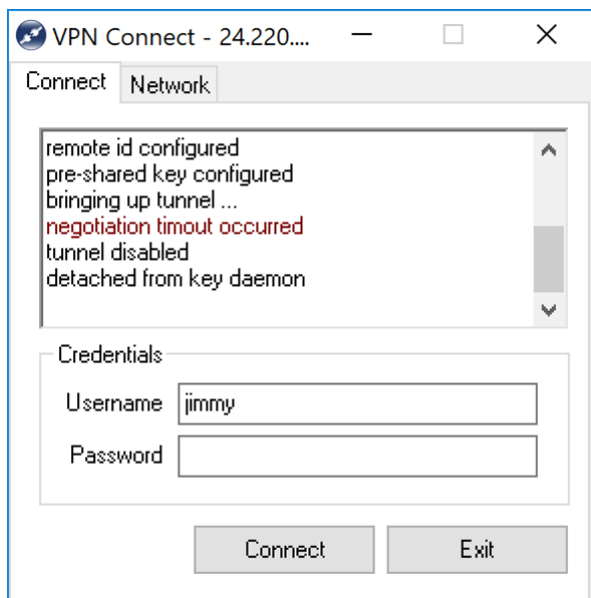 VPN Connect - 24.220....
Connect
Network
remote id configured
pre-shared key configured
bringing up tunnel ...
negotiation timout occurred
tunnel disabled
detached from key daemon
Credentials
Username
jimmy
Password
Connect
Exit